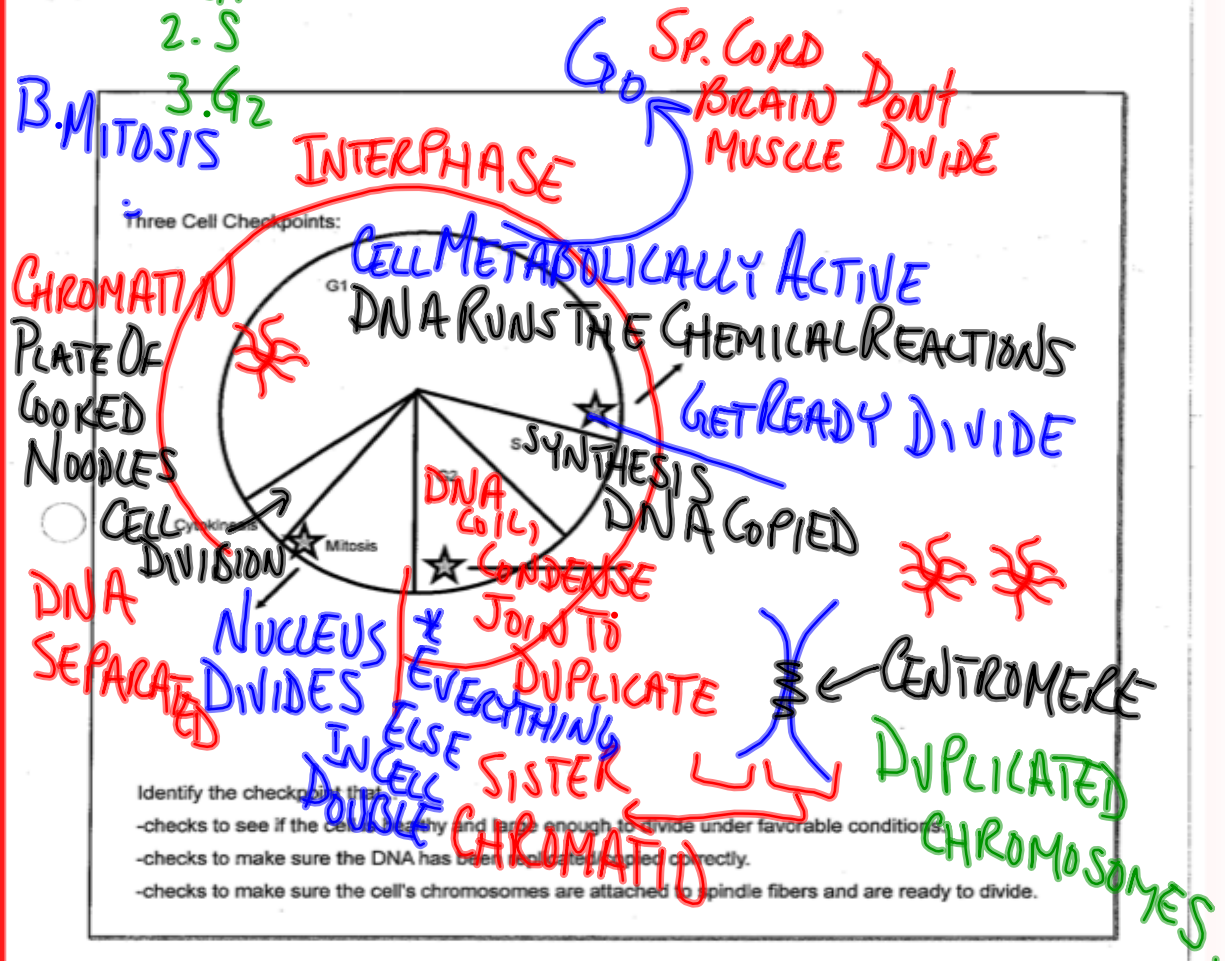 2. S
3. G2
B. MITOSIS
G0
SP. CORD
BRAIN DON'T
MUSCLE DIVIDE
INTERPHASE
Three Cell Checkpoints:
CELL METABOLICALLY ACTIVE
G1
DNA RUNS THE CHEMICAL REACTIONS
CHROMATIN
PLATE OF
COOKED
NOODLES
GET READY DIVIDE
S
SYNTHESIS
DNA COPIED
G2
DNA
COIL,
CONDENSE
JOIN TO
DUPLICATE
CELL
DIVISION
Cytokinesis
Mitosis
DNA
SEPARATED
NUCLEUS
DIVIDES
* EVERYTHING
ELSE
IN CELL
DOUBLE
CENTROMERE
SISTER
CHROMATID
DUPLICATED
CHROMOSOMES
Identify the checkpoint that
-checks to see if the cell is healthy and large enough to divide under favorable conditions.
-checks to make sure the DNA has been replicated/copied correctly.
-checks to make sure the cell's chromosomes are attached to spindle fibers and are ready to divide.